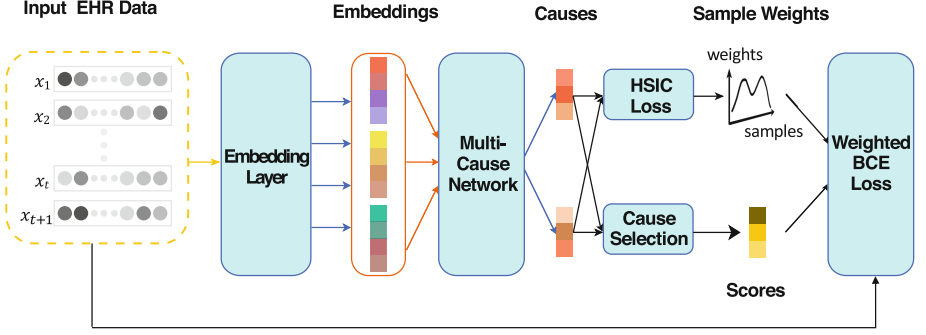 Input EHR Data
Embeddings
Causes
Sample Weights
x1
x2
xt
xt+1
Embedding
Layer
Multi-
Cause
Network
HSIC
Loss
Cause
Selection
weights
samples
Scores
Weighted
BCE
Loss